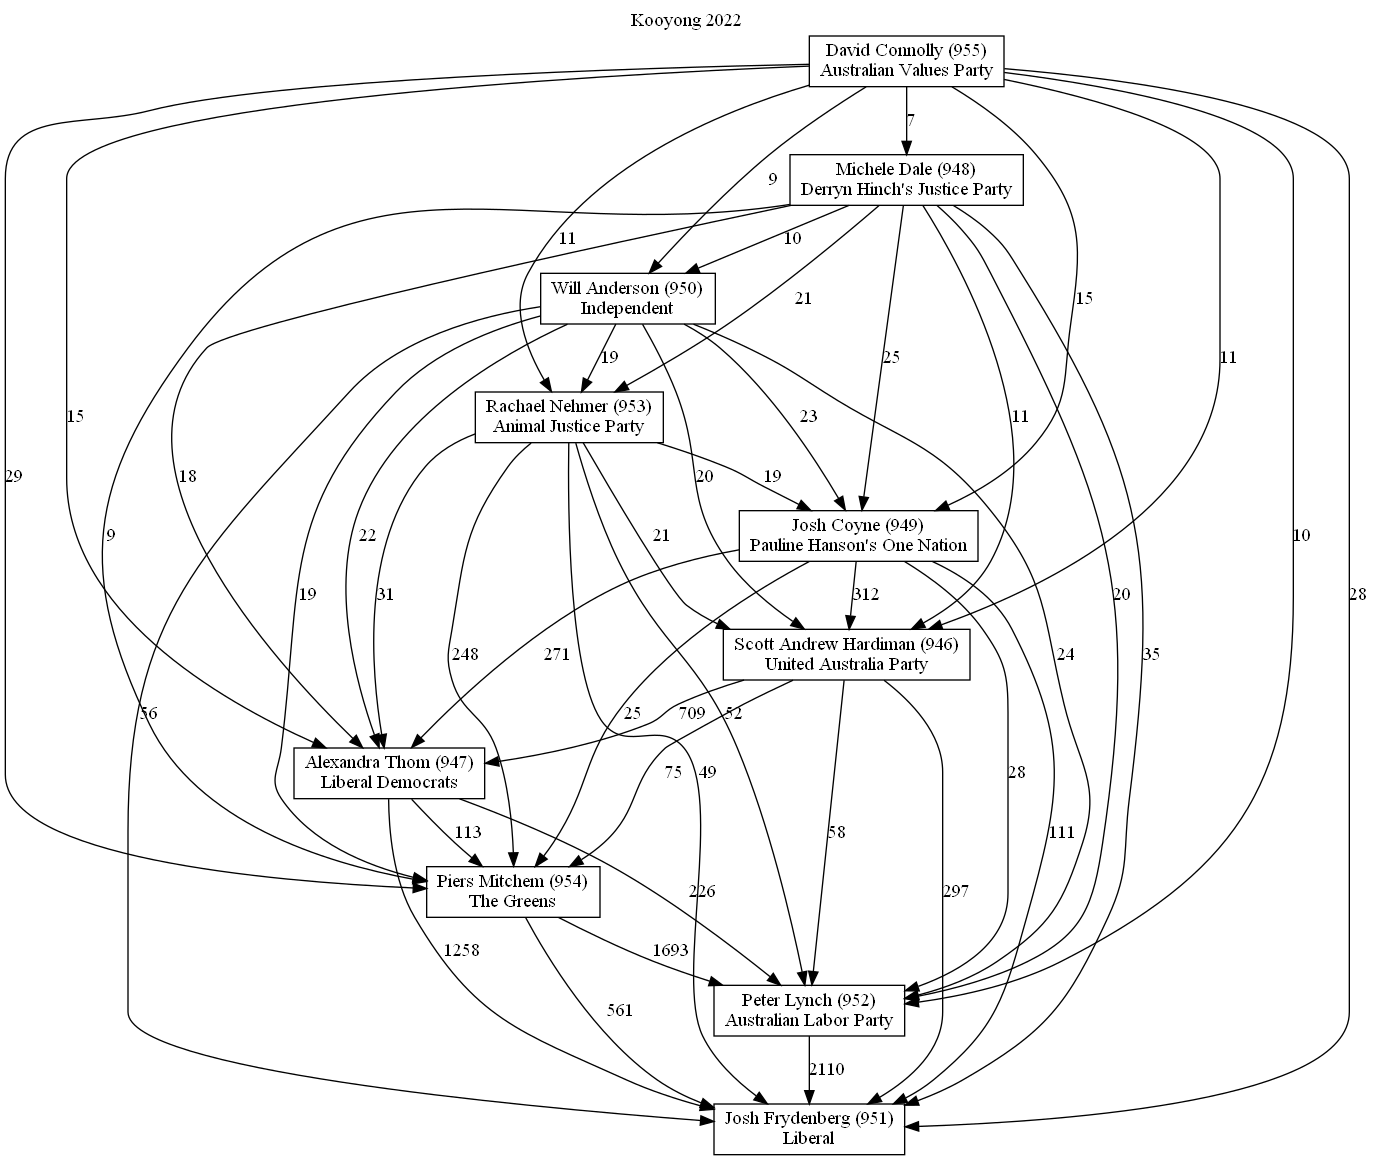 Kooyong 2022
David Connolly (955)
Australian Values Party
7
Michele Dale (948)
Derryn Hinch's Justice Party
9
11
10
Will Anderson (950)
Independent
21
15
19
25
11
Rachael Nehmer (953)
Animal Justice Party
15
23
11
29
18
20
19
Josh Coyne (949)
Pauline Hanson's One Nation
9
22
21
10
19
31
312
20
28
Scott Andrew Hardiman (946)
United Australia Party
248
271
24
35
56
25
709
52
Alexandra Thom (947)
Liberal Democrats
75
49
28
113
58
111
Piers Mitchem (954)
The Greens
226
297
1258
1693
Peter Lynch (952)
Australian Labor Party
561
2110
Josh Frydenberg (951)
Liberal